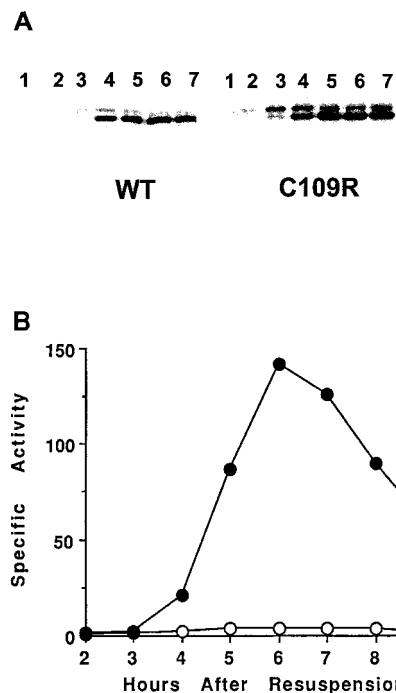 A
1 2 3 4 5 6 7 1 2 3 4 5 6 7
WT C109R
B
150
100
50
0
Specific Activity
2 3 4 5 6 7 8
Hours After Resuspension